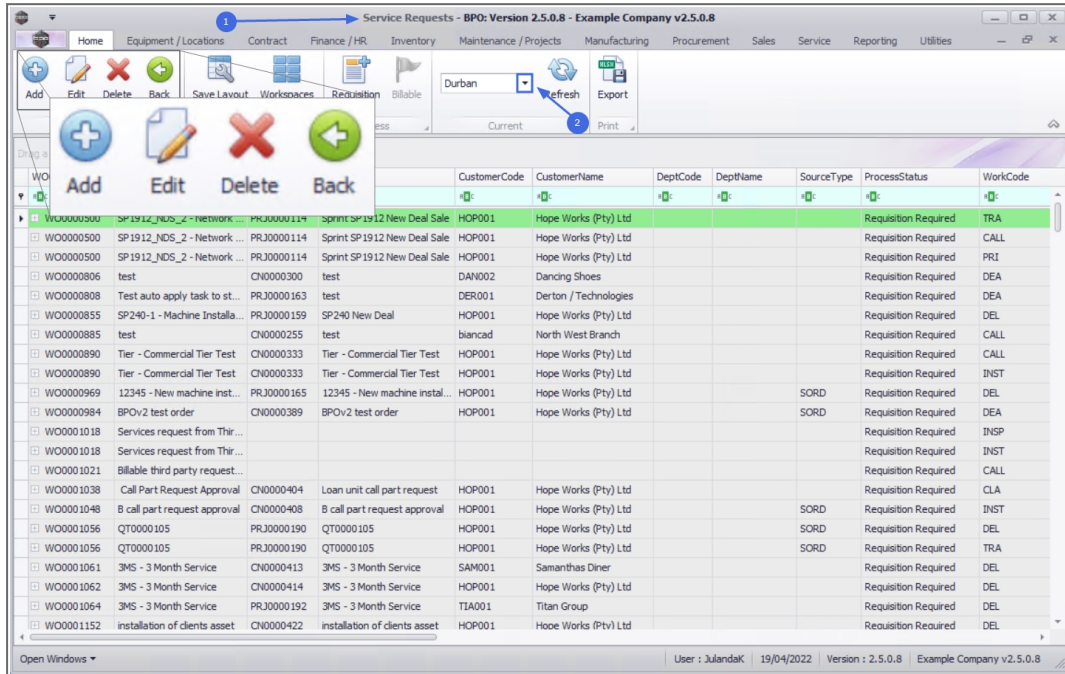 1
Service Requests - BPO: Version 2.5.0.8 - Example Company v2.5.0.8
Home Equipment / Locations Contract Finance / HR Inventory Maintenance / Projects Manufacturing Procurement Sales Service Reporting Utilities
Add Edit Delete Back Save Layout Workspaces Requisition Billable Durban Refresh XLSX Export
2
ess Current Print
Add Edit Delete Back
Drag a
WO CustomerCode CustomerName DeptCode DeptName SourceType ProcessStatus WorkCode
WO0000500 SP1912_NDS_2 - Network ... PRJ0000114 Sprint SP1912 New Deal Sale HOP001 Hope Works (Pty) Ltd Requisition Required TRA
WO0000500 SP1912_NDS_2 - Network ... PRJ0000114 Sprint SP1912 New Deal Sale HOP001 Hope Works (Pty) Ltd Requisition Required CALL
WO0000500 SP1912_NDS_2 - Network ... PRJ0000114 Sprint SP1912 New Deal Sale HOP001 Hope Works (Pty) Ltd Requisition Required PRI
WO0000806 test CN0000300 test DAN002 Dancing Shoes Requisition Required DEA
WO0000808 Test auto apply task to st... PRJ0000163 test DER001 Derton / Technologies Requisition Required DEA
WO0000855 SP240-1 - Machine Installa... PRJ0000159 SP240 New Deal HOP001 Hope Works (Pty) Ltd Requisition Required DEL
WO0000885 test CN0000255 test biancad North West Branch Requisition Required CALL
WO0000890 Tier - Commercial Tier Test CN0000333 Tier - Commercial Tier Test HOP001 Hope Works (Pty) Ltd Requisition Required CALL
WO0000890 Tier - Commercial Tier Test CN0000333 Tier - Commercial Tier Test HOP001 Hope Works (Pty) Ltd Requisition Required INST
WO0000969 12345 - New machine inst... PRJ0000165 12345 - New machine instal... HOP001 Hope Works (Pty) Ltd SORD Requisition Required DEL
WO0000984 BPOv2 test order CN0000389 BPOv2 test order HOP001 Hope Works (Pty) Ltd SORD Requisition Required DEA
WO0001018 Services request from Thir... Requisition Required INSP
WO0001018 Services request from Thir... Requisition Required INST
WO0001021 Billable third party request... Requisition Required CALL
WO0001038 Call Part Request Approval CN0000404 Loan unit call part request HOP001 Hope Works (Pty) Ltd Requisition Required CLA
WO0001048 B call part request approval CN0000408 B call part request approval HOP001 Hope Works (Pty) Ltd SORD Requisition Required INST
WO0001056 QT0000105 PRJ0000190 QT0000105 HOP001 Hope Works (Pty) Ltd SORD Requisition Required DEL
WO0001056 QT0000105 PRJ0000190 QT0000105 HOP001 Hope Works (Pty) Ltd SORD Requisition Required TRA
WO0001061 3MS - 3 Month Service CN0000413 3MS - 3 Month Service SAM001 Samanthas Diner Requisition Required DEL
WO0001062 3MS - 3 Month Service CN0000414 3MS - 3 Month Service HOP001 Hope Works (Pty) Ltd Requisition Required DEL
WO0001064 3MS - 3 Month Service PRJ0000192 3MS - 3 Month Service TIA001 Titan Group Requisition Required DEL
WO0001152 installation of clients asset CN0000422 installation of clients asset HOP001 Hope Works (Pty) Ltd Requisition Required DEL
Open Windows User : JulandaK 19/04/2022 Version : 2.5.0.8 Example Company v2.5.0.8